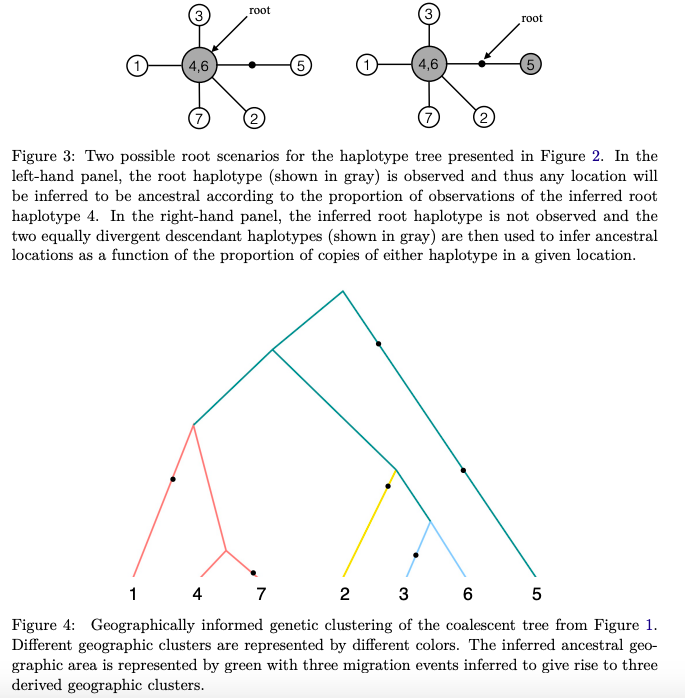 3
root
1
4,6
5
7
2
3
root
1
4,6
5
7
2
Figure 3: Two possible root scenarios for the haplotype tree presented in Figure 2. In the
left-hand panel, the root haplotype (shown in gray) is observed and thus any location will
be inferred to be ancestral according to the proportion of observations of the inferred root
haplotype 4. In the right-hand panel, the inferred root haplotype is not observed and the
two equally divergent descendant haplotypes (shown in gray) are then used to infer ancestral
locations as a function of the proportion of copies of either haplotype in a given location.
1 4 7 2 3 6 5
Figure 4: Geographically informed genetic clustering of the coalescent tree from Figure 1.
Different geographic clusters are represented by different colors. The inferred ancestral geo-
graphic area is represented by green with three migration events inferred to give rise to three
derived geographic clusters.